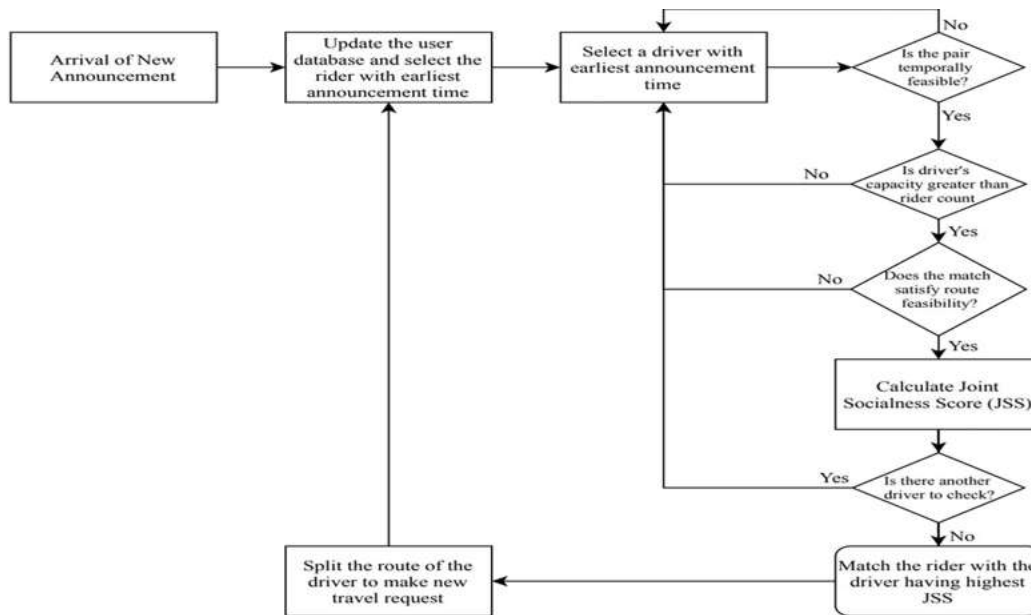 Arrival of New
Announcement
Update the user
database and select the
rider with earliest
announcement time
Select a driver with
earliest announcement
time
No
Is the pair
temporally
feasible?
Yes
No
Is driver's
capacity greater than
rider count
Yes
No
Does the match
satisfy route
feasibility?
Yes
Calculate Joint
Socialness Score (JSS)
Yes
Is there another
driver to check?
No
Split the route of the
driver to make new
travel request
Match the rider with the
driver having highest
JSS